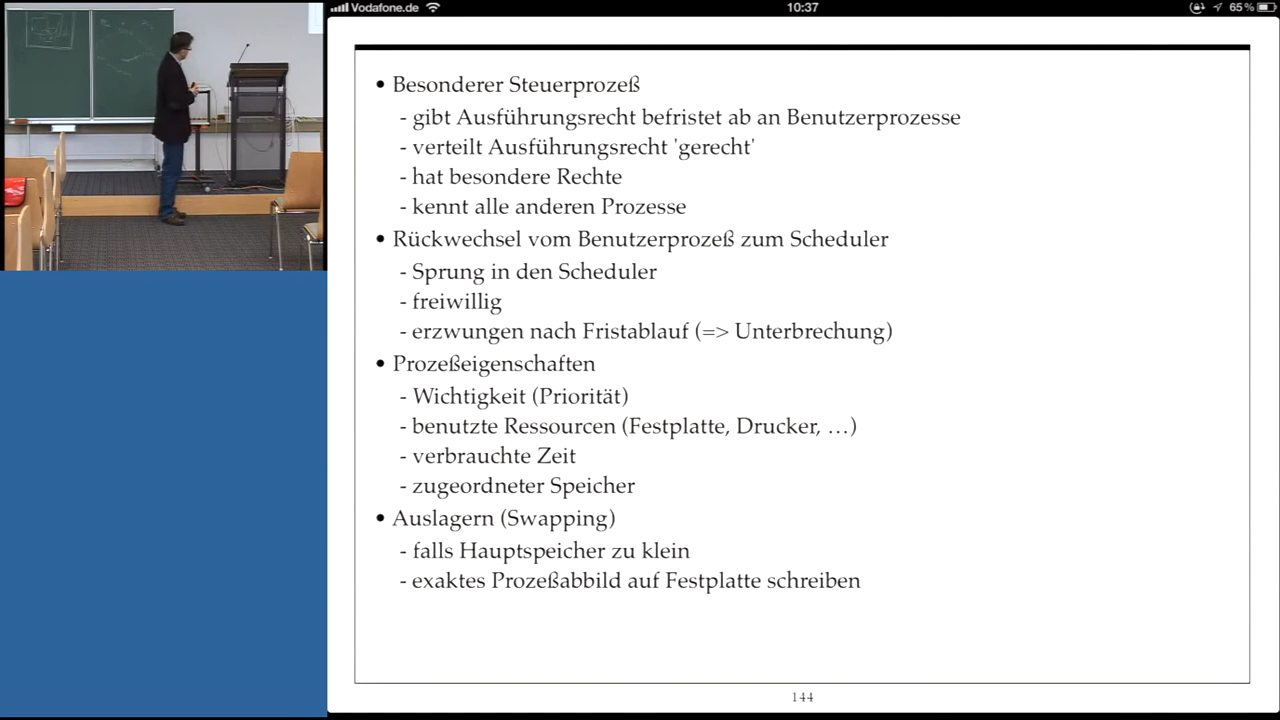 Vodafone.de
10:37
65%
• Besonderer Steuerprozeß
- gibt Ausführungsrecht befristet ab an Benutzerprozesse
- verteilt Ausführungsrecht 'gerecht'
- hat besondere Rechte
- kennt alle anderen Prozesse
• Rückwechsel vom Benutzerprozeß zum Scheduler
- Sprung in den Scheduler
- freiwillig
- erzwungen nach Fristablauf (=> Unterbrechung)
• Prozeßeigenschaften
- Wichtigkeit (Priorität)
- benutzte Ressourcen (Festplatte, Drucker, …)
- verbrauchte Zeit
- zugeordneter Speicher
• Auslagern (Swapping)
- falls Hauptspeicher zu klein
- exaktes Prozeßabbild auf Festplatte schreiben
144